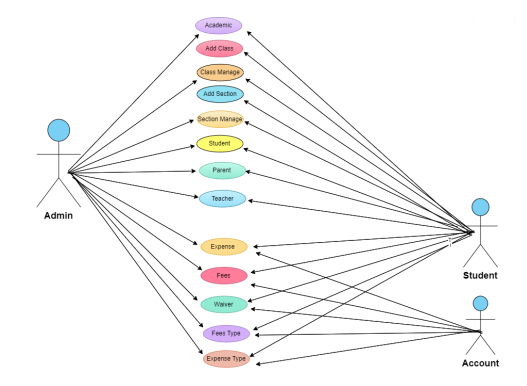 Academic
Add Class
Class Manage
Add Section
Section Manage
Student
Parent
Teacher
Admin
Expense
Fees
Student
Waiver
Fees Type
Expense Type
Account